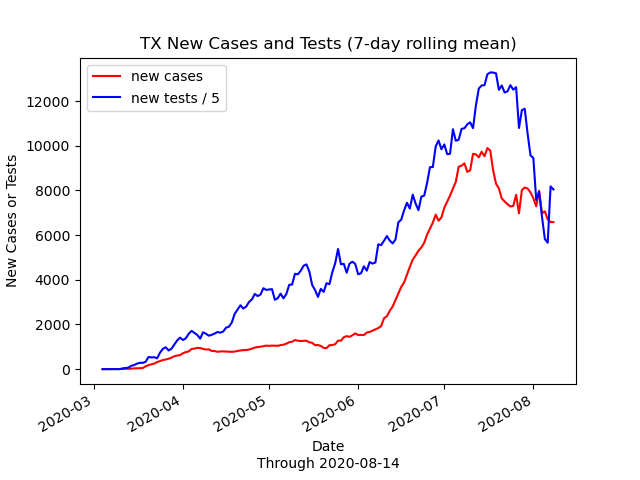 TX New Cases and Tests (7-day rolling mean)
new cases
new tests / 5
New Cases or Tests
12000
10000
8000
6000
4000
2000
0
2020-03
2020-04
2020-05
2020-06
2020-07
2020-08
Date
Through 2020-08-14